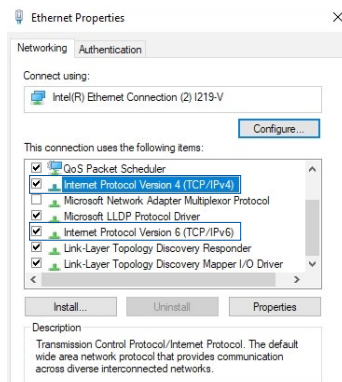 Ethernet Properties
Networking Authentication
Connect using:
Intel(R) Ethernet Connection (2) I219-V
Configure...
This connection uses the following items:
QoS Packet Scheduler
Internet Protocol Version 4 (TCP/IPv4)
Microsoft Network Adapter Multiplexor Protocol
Microsoft LLDP Protocol Driver
Internet Protocol Version 6 (TCP/IPv6)
Link-Layer Topology Discovery Responder
Link-Layer Topology Discovery Mapper I/O Driver
Install... Uninstall Properties
Description
Transmission Control Protocol/Internet Protocol. The default
wide area network protocol that provides communication
across diverse interconnected networks.